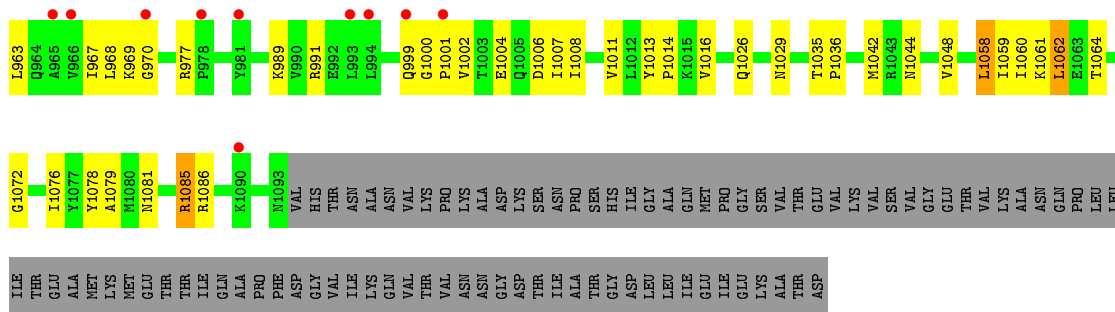 L963 Q964 A965 V966 I967 L968 K969 G970 R977 P978 Y981 K989 V990 R991 E992 L993 L994 Q999 G1000 P1001 V1002 T1003 E1004 Q1005 D1006 I1007 I1008 V1011 L1012 Y1013 P1014 K1015 V1016 Q1026 N1029 T1035 P1036 M1042 R1043 N1044 V1048 L1058 I1059 I1060 K1061 L1062 E1063 T1064
G1072 I1076 Y1077 Y1078 A1079 M1080 N1081 R1085 R1086 K1090 N1093 VAL HIS THR ASN ALA VAL LYS PRO LYS ALA ASP LYS SER ASN PRO SER HIS ILE GLY ALA GLN MET PRO GLY SER VAL THR GLU VAL LYS VAL SER VAL GLY GLU THR VAL LYS ALA ASN GLN PRO LEU LEU
ILE THR GLU ALA MET LYS MET GLU THR THR ILE GLN ALA PRO PHE ASP GLY VAL ILE LYS GLN VAL THR VAL ASN ASN GLY ASP THR ILE ALA THR GLY ASP LEU LEU ILE GLU ILE GLU LYS ALA THR ASP